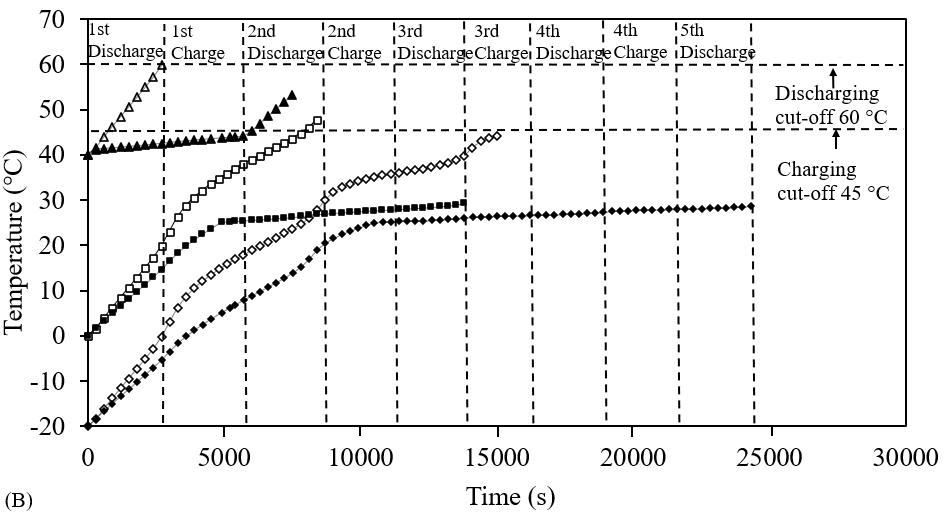 70
60
50
40
30
20
10
0
-10
-20
Temperature (°C)
1st
Discharge
1st
Charge
2nd
Discharge
2nd
Charge
3rd
Discharge
3rd
Charge
4th
Discharge
4th
Charge
5th
Discharge
Discharging
cut-off 60 °C
Charging
cut-off 45 °C
0
5000
10000
15000
20000
25000
30000
Time (s)
(B)